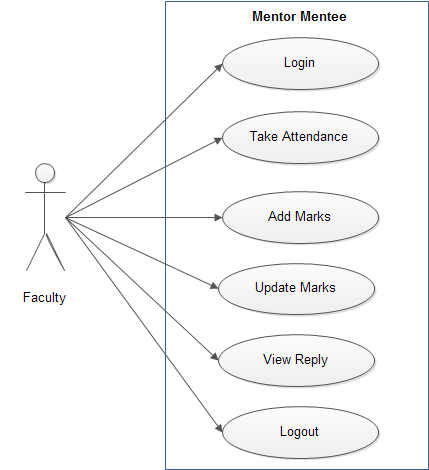 Mentor Mentee
Login
Take Attendance
Add Marks
Update Marks
View Reply
Logout
Faculty